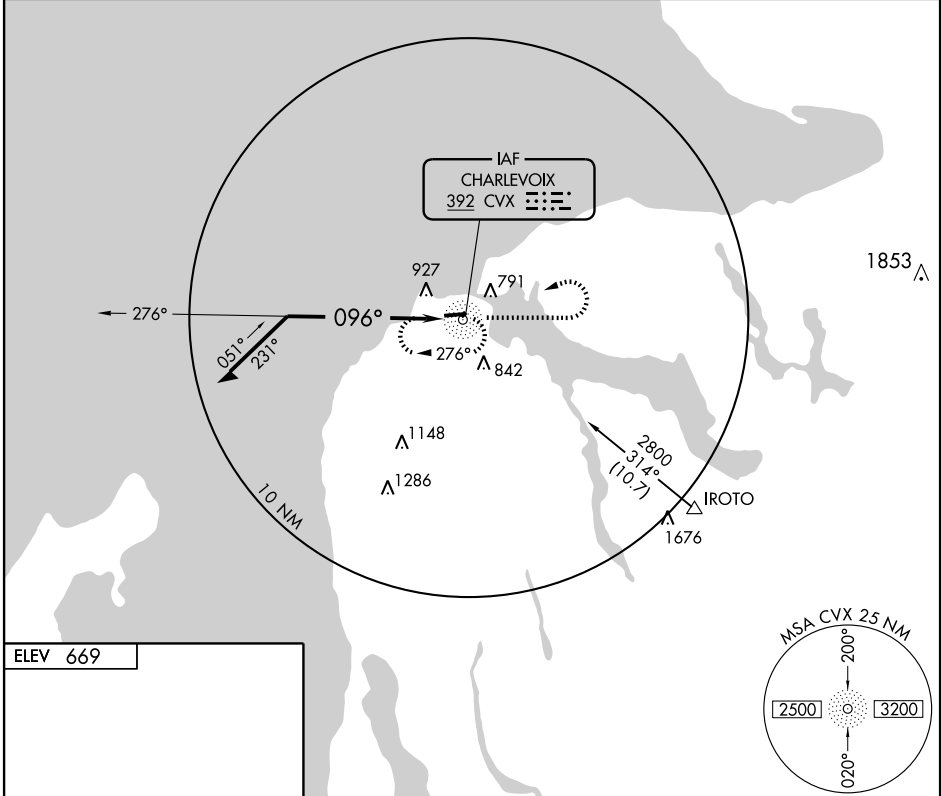 IAF
CHARLEVOIX
392 CVX
1853
927
791
276°
096°
051°
231°
276°
842
1148
1286
2800
314°
(10.7)
IROTO
10 NM
1676
MSA CVX 25 NM
200°
2500
3200
020°
ELEV 669